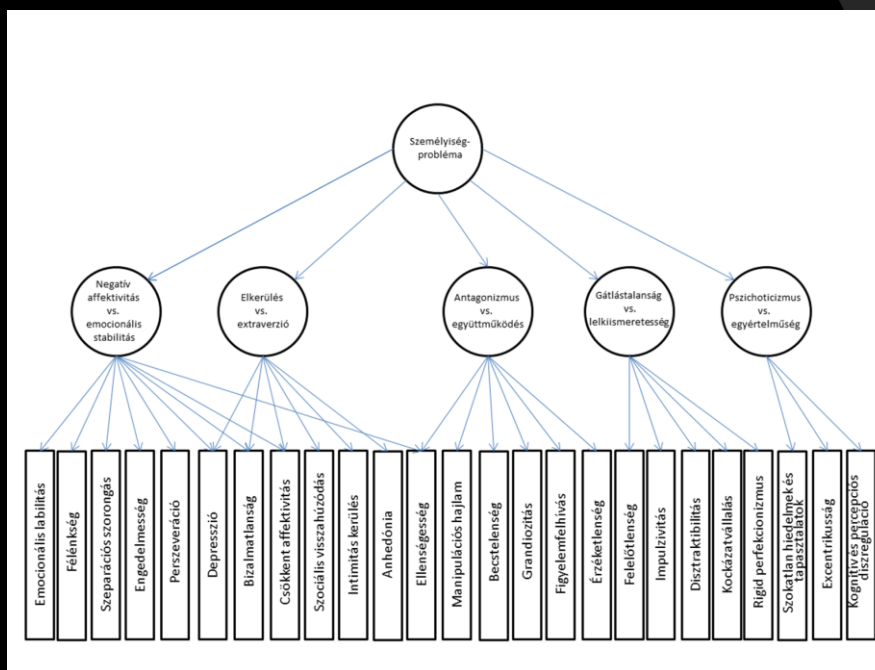 Személyiség-
probléma
Negatív
affektivitás
vs.
emocionális
stabilitás
Elkerülés
vs.
extraverzió
Antagonizmus
vs.
együttműködés
Gátlástalanság
vs.
lelkiismeretesség
Pszichoticizmus
vs.
egyértelműség
Emocionális labilitás
Félénkség
Szeparációs szorongás
Engedelmesség
Perszeveráció
Depresszió
Bizalmatlanság
Csökkent affektivitás
Szociális visszahúzódás
Intimitás kerülés
Anhedónia
Ellenségesség
Manipulációs hajlam
Becstelenség
Grandiozitás
Figyelemfelhívás
Érzéketlenség
Felelőtlenség
Impulzivitás
Disztraktibilitás
Kockázatvállalás
Rigid perfekcionizmus
Szokatlan hiedelmek és
tapasztalatok
Excentrikusság
Kognitív és percepciós
diszreguláció